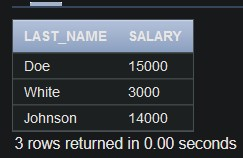 LAST_NAME SALARY
Doe 15000
White 3000
Johnson 14000
3 rows returned in 0.00 seconds